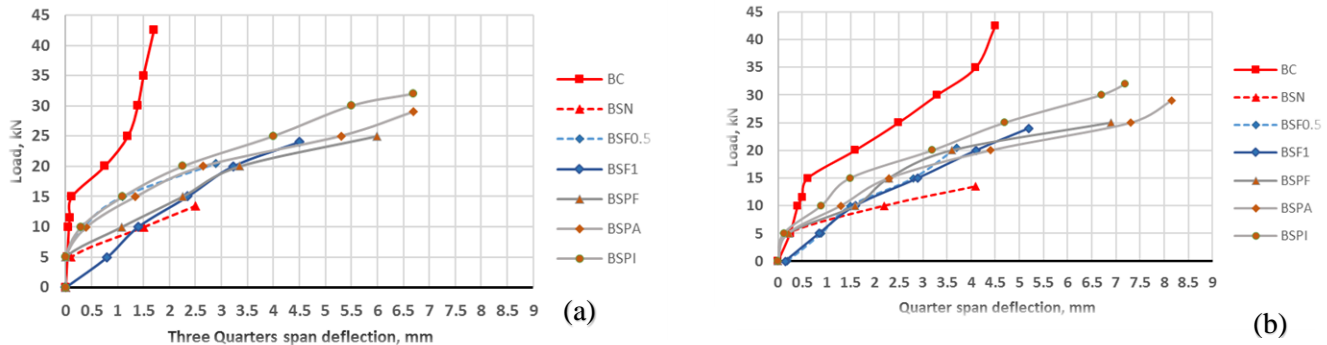 45
40
35
30
25
20
15
10
5
0
Load, kN
0 0.5 1 1.5 2 2.5 3 3.5 4 4.5 5 5.5 6 6.5 7 7.5 8 8.5 9
Three Quarters span deflection, mm
BC
BSN
BSF0.5
BSF1
BSPF
BSPA
BSPI
(a)
45
40
35
30
25
20
15
10
5
0
Load, kN
0 0.5 1 1.5 2 2.5 3 3.5 4 4.5 5 5.5 6 6.5 7 7.5 8 8.5 9
Quarter span deflection, mm
BC
BSN
BSF0.5
BSF1
BSPF
BSPA
BSPI
(b)